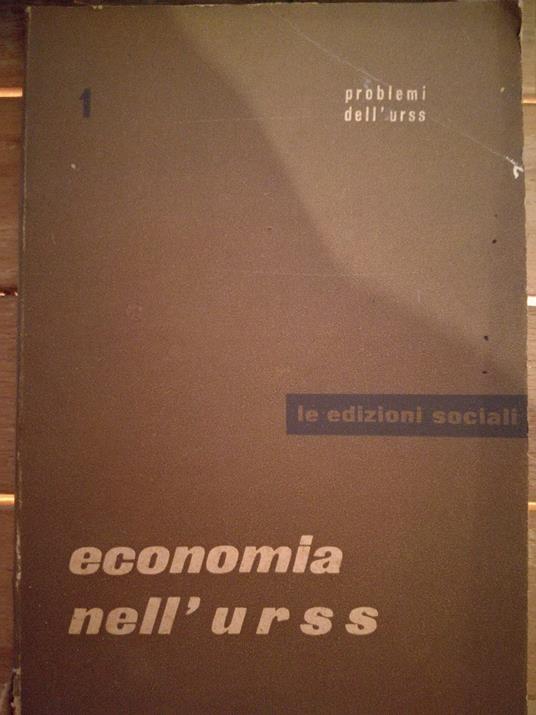 1
problemi
dell'urss
le edizioni sociali
economia
nell'urss